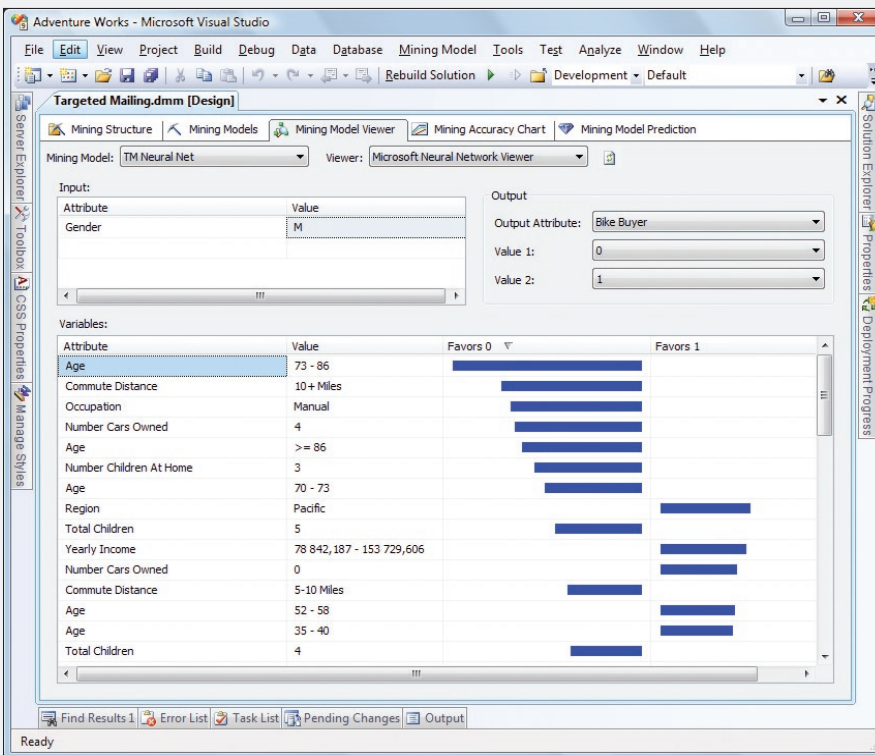 Adventure Works - Microsoft Visual Studio
File Edit View Project Build Debug Data Database Mining Model Tools Test Analyze Window Help
Rebuild Solution Development Default
Targeted Mailing.dmm [Design]
Mining Structure Mining Models Mining Model Viewer Mining Accuracy Chart Mining Model Prediction
Mining Model: TM Neural Net Viewer: Microsoft Neural Network Viewer
Input:
Attribute Value
Gender M
Output
Output Attribute: Bike Buyer
Value 1: 0
Value 2: 1
Variables:
Attribute Value Favors 0 Favors 1
Age 73 - 86
Commute Distance 10+ Miles
Occupation Manual
Number Cars Owned 4
Age >= 86
Number Children At Home 3
Age 70 - 73
Region Pacific
Total Children 5
Yearly Income 78 842,187 - 153 729,606
Number Cars Owned 0
Commute Distance 5-10 Miles
Age 52 - 58
Age 35 - 40
Total Children 4
Server Explorer
Toolbox
CSS Properties
Manage Styles
Solution Explorer
Properties
Deployment Progress
Find Results 1 Error List Task List Pending Changes Output
Ready